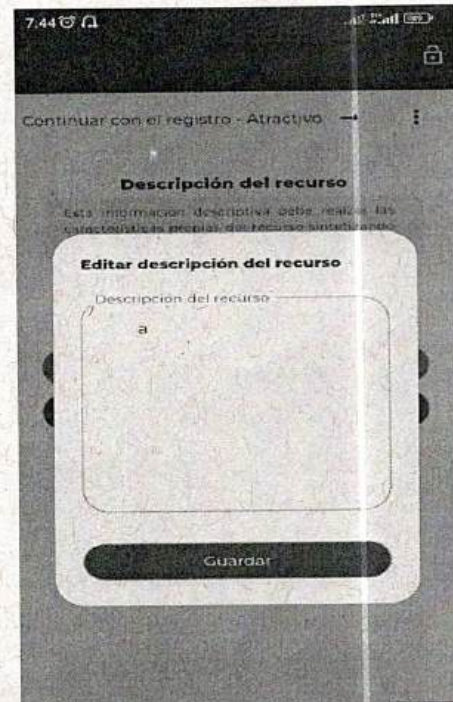 7:44
Continuar con el registro - Atractivo
Descripción del recurso
Esta información descriptiva debe realzar las
características propias del recurso sintetizando
Editar descripción del recurso
Descripción del recurso
a
Guardar